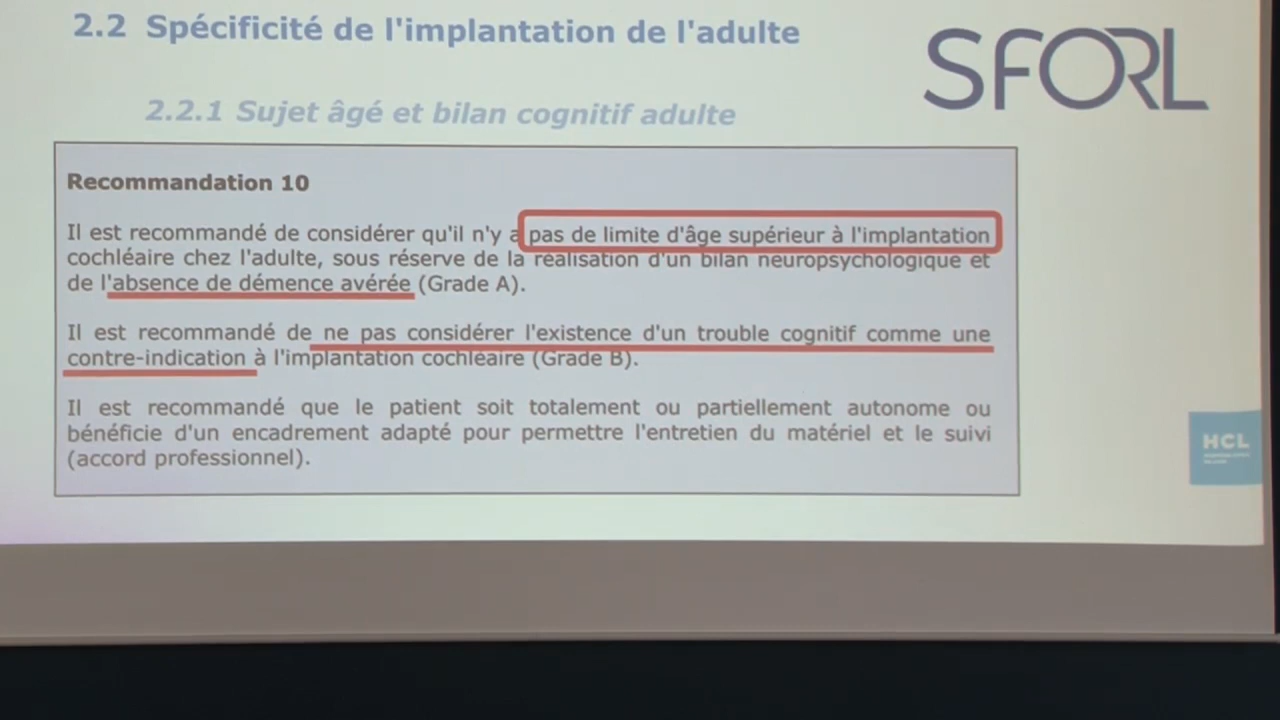 2.2 Spécificité de l'implantation de l'adulte
SFORL
2.2.1 Sujet âgé et bilan cognitif adulte
Recommandation 10
Il est recommandé de considérer qu'il n'y a pas de limite d'âge supérieur à l'implantation
cochléaire chez l'adulte, sous réserve de la réalisation d'un bilan neuropsychologique et
de l'absence de démence avérée (Grade A).
Il est recommandé de ne pas considérer l'existence d'un trouble cognitif comme une
contre-indication à l'implantation cochléaire (Grade B).
Il est recommandé que le patient soit totalement ou partiellement autonome ou
bénéficie d'un encadrement adapté pour permettre l'entretien du matériel et le suivi
(accord professionnel).
HCL